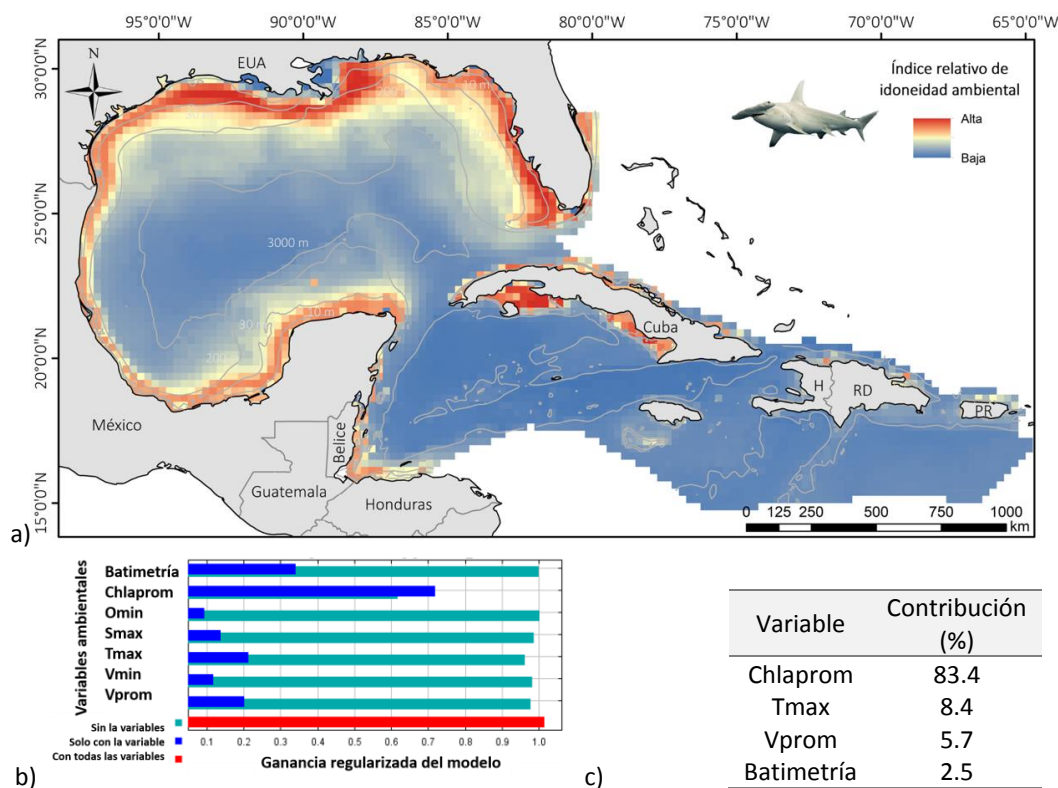 95°0'0"W 90°0'0"W 85°0'0"W 80°0'0"W 75°0'0"W 70°0'0"W 65°0'0"W
30°0'0"N
25°0'0"N
20°0'0"N
15°0'0"N
N
EUA
10 m
200
Índice relativo de
idoneidad ambiental
Alta
Baja
3000 m
30 m
10 m
200
Cuba
H
RD
PR
México
Belice
Guatemala
Honduras
0 125 250 500 750 1000
km
a)
Variables ambientales
Batimetría
Chlaprom
Omin
Smax
Tmax
Vmin
Vprom
Sin la variables
Solo con la variable
Con todas las variables
0.1 0.2 0.3 0.4 0.5 0.6 0.7 0.8 0.9 1.0
Ganancia regularizada del modelo
b)
Variable Contribución
(%)
Chlaprom 83.4
Tmax 8.4
Vprom 5.7
Batimetría 2.5
c)